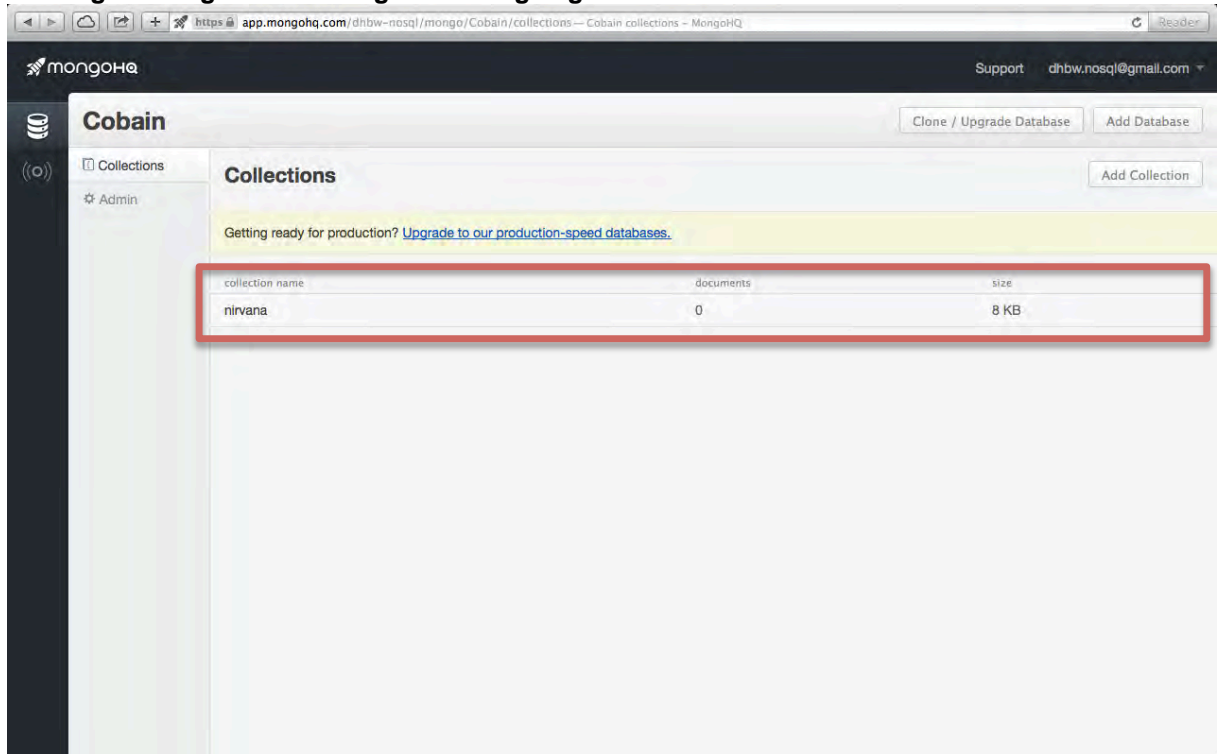 https app.mongohq.com/dhbw-nosql/mongo/Cobain/collections — Cobain collections – MongoHQ Reader
mongoHQ Support dhbw.nosql@gmail.com
Cobain Clone / Upgrade Database Add Database
Collections
Collections Add Collection
Admin
Getting ready for production? Upgrade to our production-speed databases.
collection name documents size
nirvana 0 8 KB